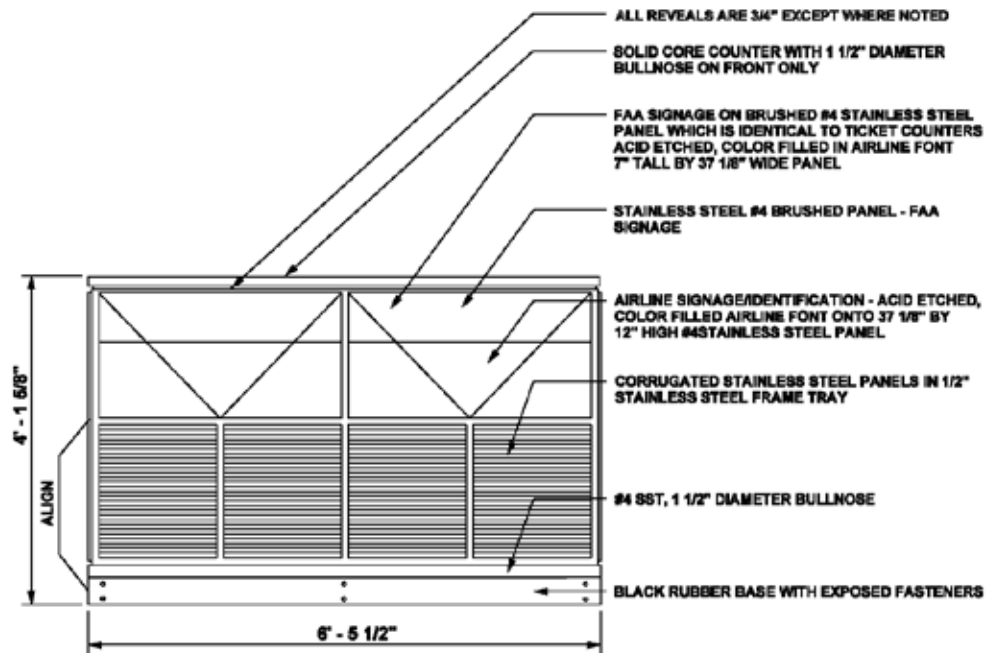 ALL REVEALS ARE 3/4" EXCEPT WHERE NOTED
SOLID CORE COUNTER WITH 1 1/2" DIAMETER
BULLNOSE ON FRONT ONLY
FAA SIGNAGE ON BRUSHED #4 STAINLESS STEEL
PANEL WHICH IS IDENTICAL TO TICKET COUNTERS
ACID ETCHED, COLOR FILLED IN AIRLINE FONT
7" TALL BY 37 1/8" WIDE PANEL
STAINLESS STEEL #4 BRUSHED PANEL - FAA
SIGNAGE
AIRLINE SIGNAGE/IDENTIFICATION - ACID ETCHED,
COLOR FILLED AIRLINE FONT ONTO 37 1/8" BY
12" HIGH #4STAINLESS STEEL PANEL
CORRUGATED STAINLESS STEEL PANELS IN 1/2"
STAINLESS STEEL FRAME TRAY
#4 SST, 1 1/2" DIAMETER BULLNOSE
BLACK RUBBER BASE WITH EXPOSED FASTENERS
4' - 1 5/8"
ALIGN
6' - 5 1/2"